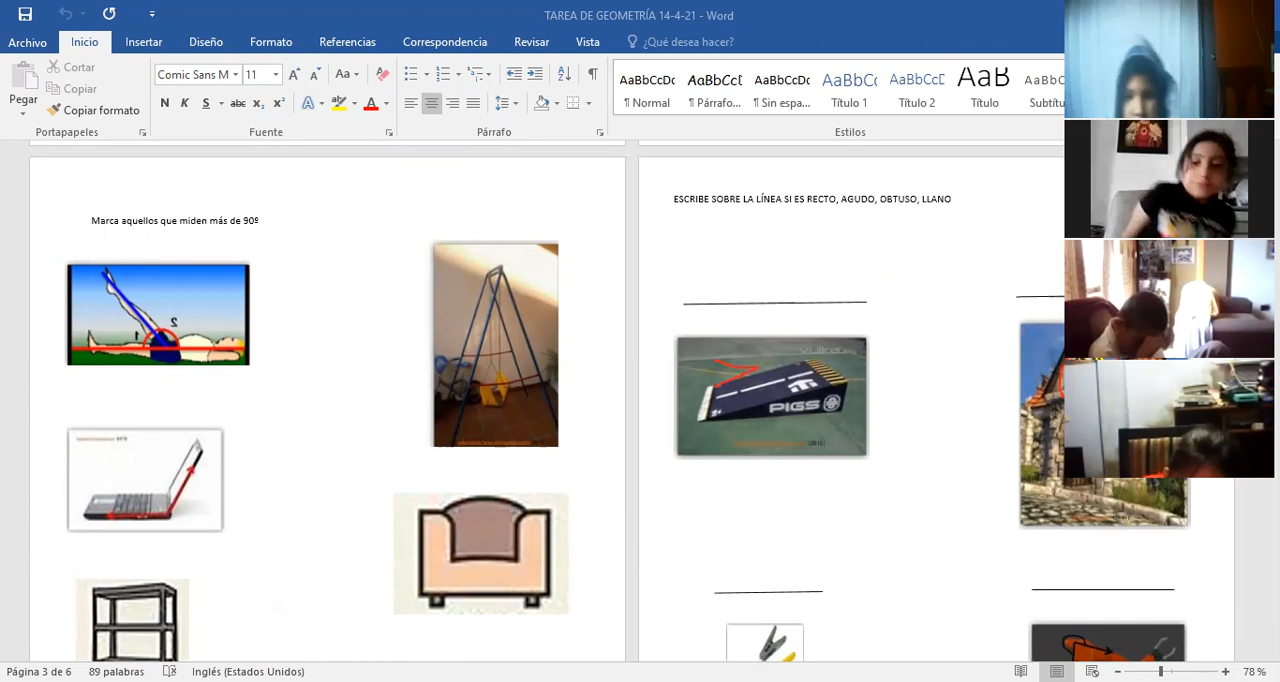 TAREA DE GEOMETRÍA 14-4-21 - Word
Archivo Inicio Insertar Diseño Formato Referencias Correspondencia Revisar Vista ¿Qué desea hacer?
Pegar
Cortar
Copiar
Copiar formato
Portapapeles
Comic Sans M 11
Aa
N K S abc x₂ x² A A
Fuente
Párrafo
AaBbCcDc AaBbCcD AaBbCcDc AaBbC AaBbCcD AaB AaBbC
¶ Normal ¶ Párrafo... ¶ Sin espa... Título 1 Título 2 Título Subtítu
Estilos
Marca aquellos que miden más de 90º
1 2
ESCRIBE SOBRE LA LÍNEA SI ES RECTO, AGUDO, OBTUSO, LLANO
PIGS
Página 3 de 6 89 palabras Inglés (Estados Unidos) 78 %